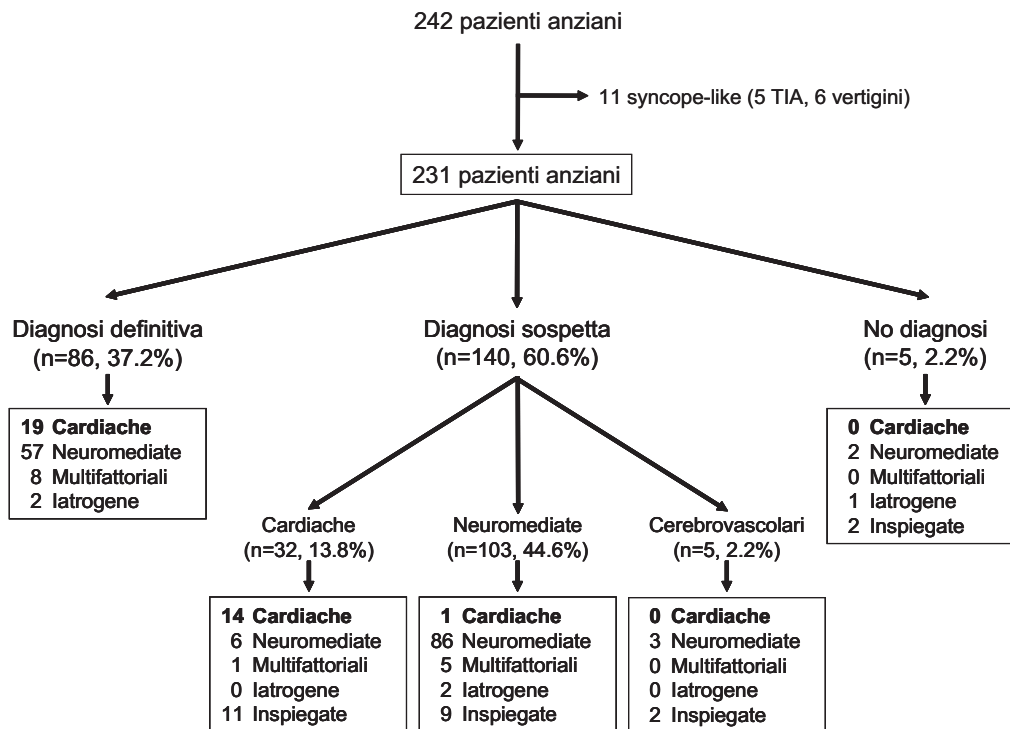 242 pazienti anziani
11 syncope-like (5 TIA, 6 vertigini)
231 pazienti anziani
Diagnosi definitiva
(n=86, 37.2%)
19 Cardiache
57 Neuromediate
8 Multifattoriali
2 Iatrogene
Diagnosi sospetta
(n=140, 60.6%)
Cardiache
(n=32, 13.8%)
14 Cardiache
6 Neuromediate
1 Multifattoriali
0 Iatrogene
11 Inspiegate
Neuromediate
(n=103, 44.6%)
1 Cardiache
86 Neuromediate
5 Multifattoriali
2 Iatrogene
9 Inspiegate
Cerebrovascolari
(n=5, 2.2%)
0 Cardiache
3 Neuromediate
0 Multifattoriali
0 Iatrogene
2 Inspiegate
No diagnosi
(n=5, 2.2%)
0 Cardiache
2 Neuromediate
0 Multifattoriali
1 Iatrogene
2 Inspiegate